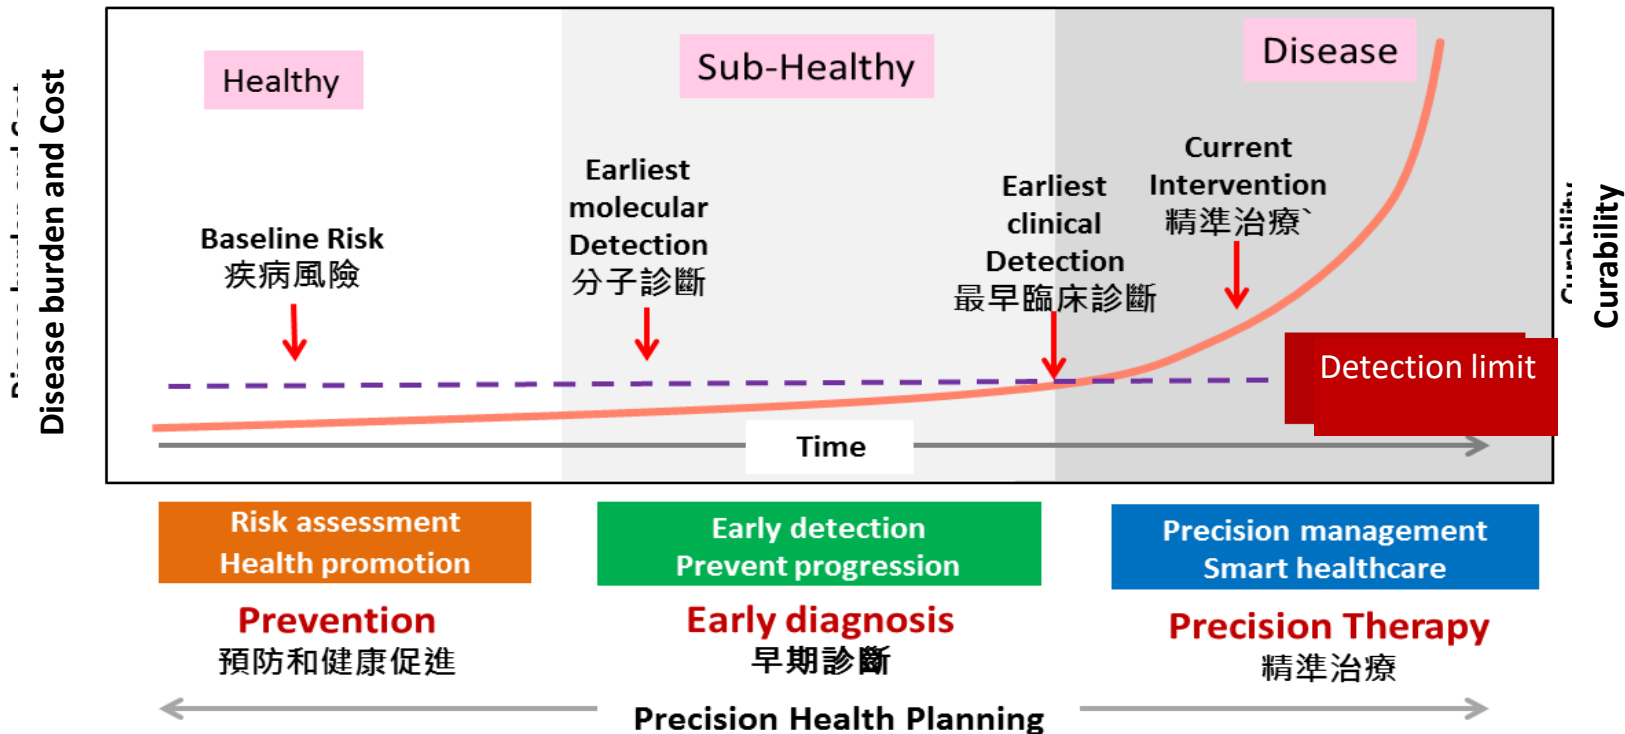 Healthy
Sub-Healthy
Disease
Disease burden and Cost
Baseline Risk
疾病風險
Earliest
molecular
Detection
分子診斷
Earliest
clinical
Detection
最早臨床診斷
Current
Intervention
精準治療`
Curability
Curability
Detection limit
Time
Risk assessment
Health promotion
Early detection
Prevent progression
Precision management
Smart healthcare
Prevention
預防和健康促進
Early diagnosis
早期診斷
Precision Therapy
精準治療
Precision Health Planning